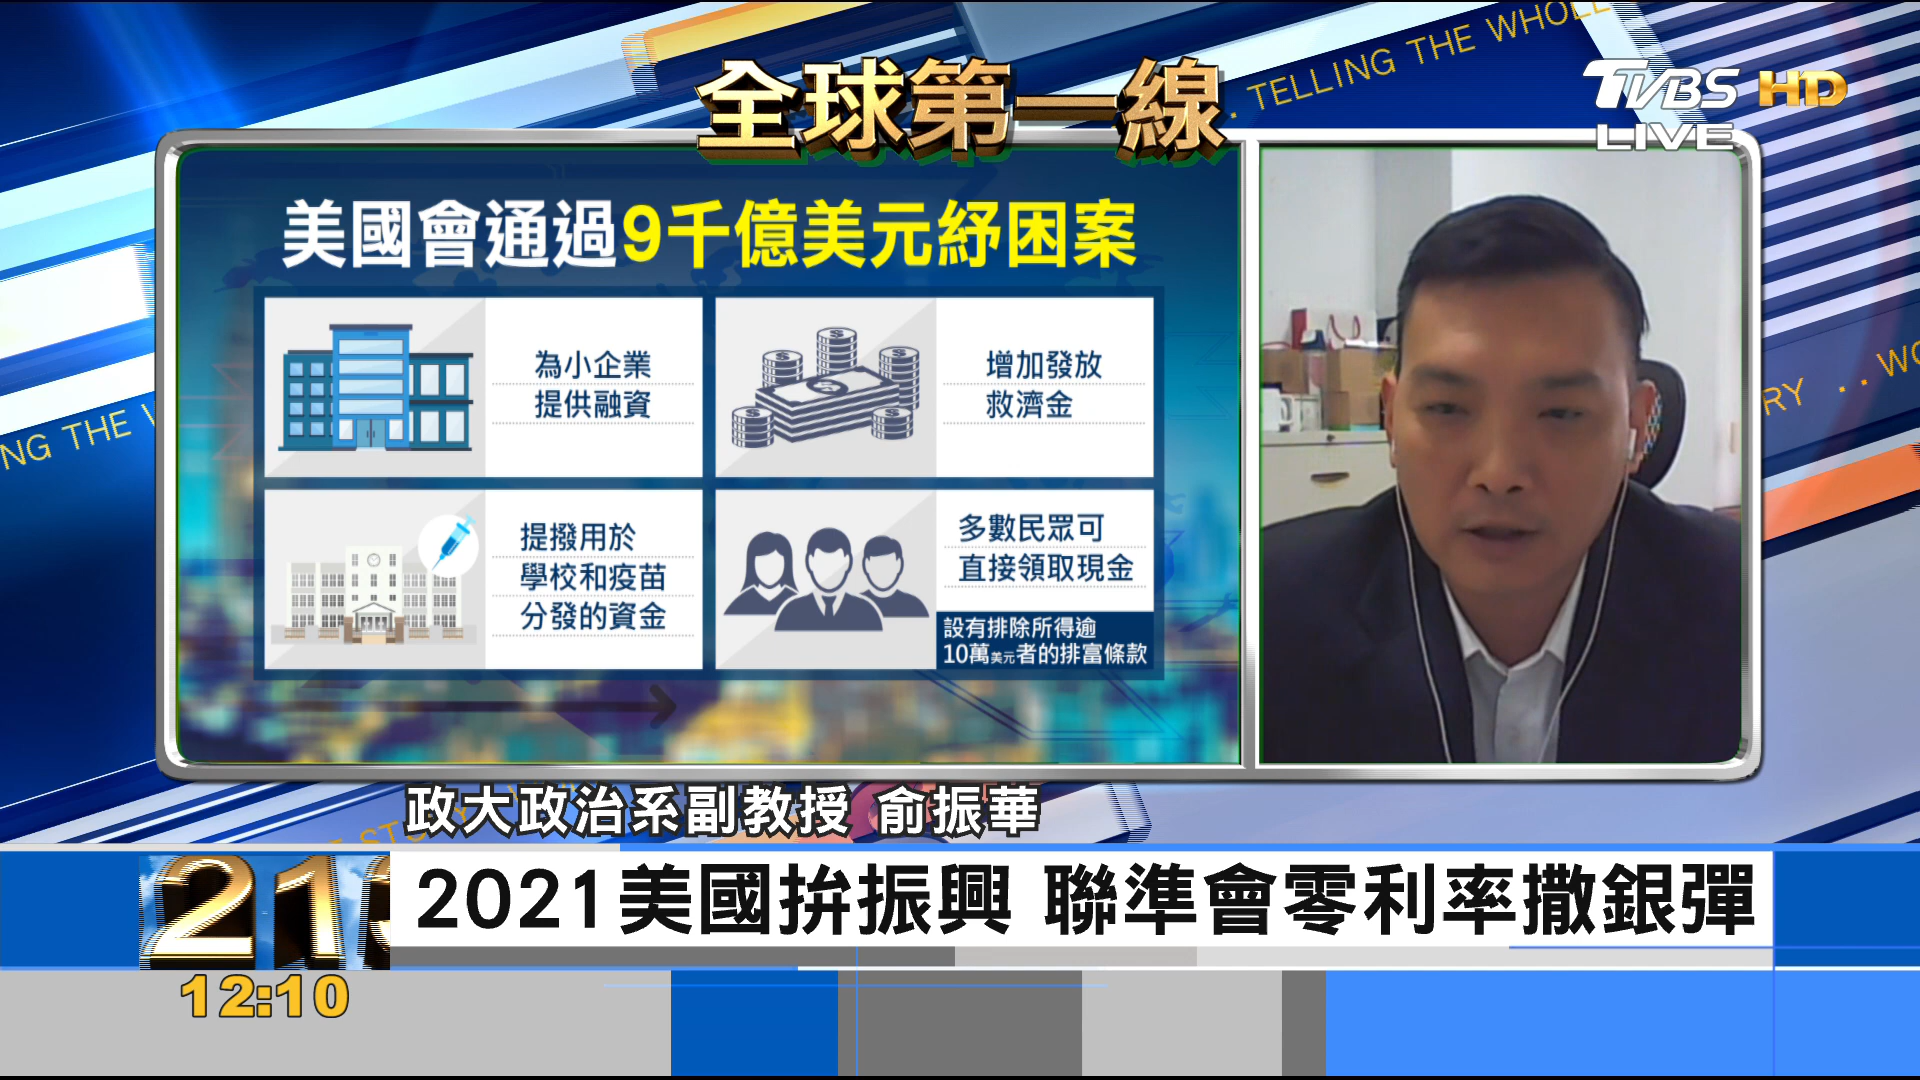 全球第一線
TELLING THE WHOLE
TVBS HD
LIVE
美國會通過9千億美元紓困案
為小企業
提供融資
增加發放
救濟金
提撥用於
學校和疫苗
分發的資金
多數民眾可
直接領取現金
設有排除所得逾
10萬美元者的排富條款
NG THE
RY .. WO
政大政治系副教授 俞振華
2021美國拚振興 聯準會零利率撒銀彈
213
12:10